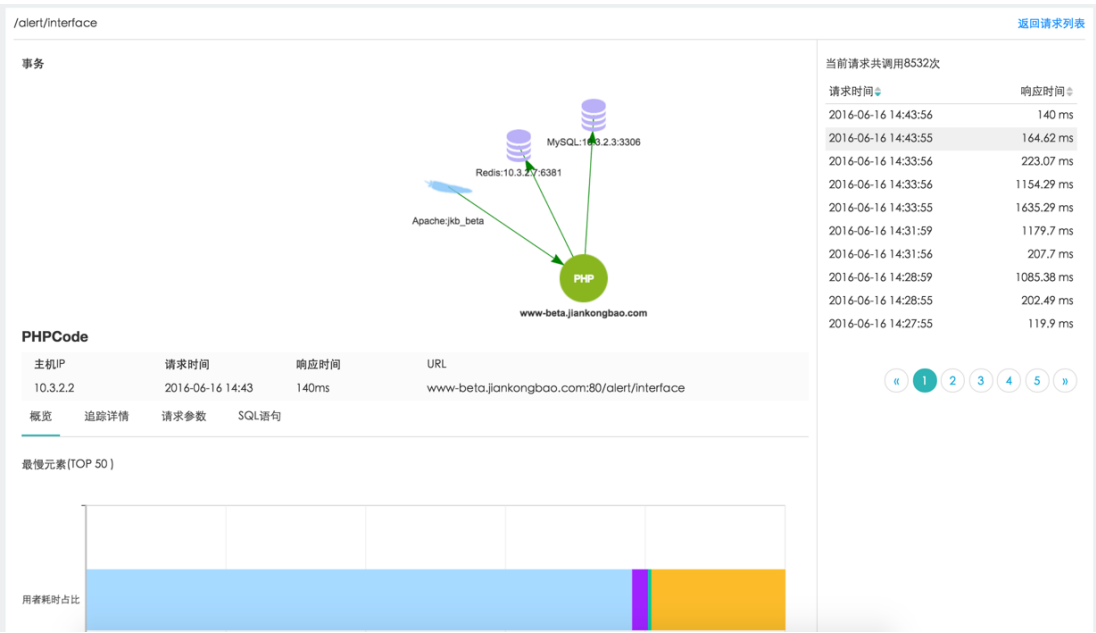 /alert/interface
返回请求列表
事务
MySQL:10.3.2.3:3306
Redis:10.3.2.7:6381
Apache:jkb_beta
PHP
www-beta.jiankongbao.com
PHPCode
主机IP 请求时间 响应时间 URL
10.3.2.2 2016-06-16 14:43 140ms www-beta.jiankongbao.com:80/alert/interface
概览 追踪详情 请求参数 SQL语句
最慢元素(TOP 50 )
用者耗时占比
当前请求共调用8532次
请求时间 响应时间
2016-06-16 14:43:56 140 ms
2016-06-16 14:43:55 164.62 ms
2016-06-16 14:33:56 223.07 ms
2016-06-16 14:33:56 1154.29 ms
2016-06-16 14:33:55 1635.29 ms
2016-06-16 14:31:59 1179.7 ms
2016-06-16 14:31:56 207.7 ms
2016-06-16 14:28:59 1085.38 ms
2016-06-16 14:28:55 202.49 ms
2016-06-16 14:27:55 119.9 ms
« 1 2 3 4 5 »